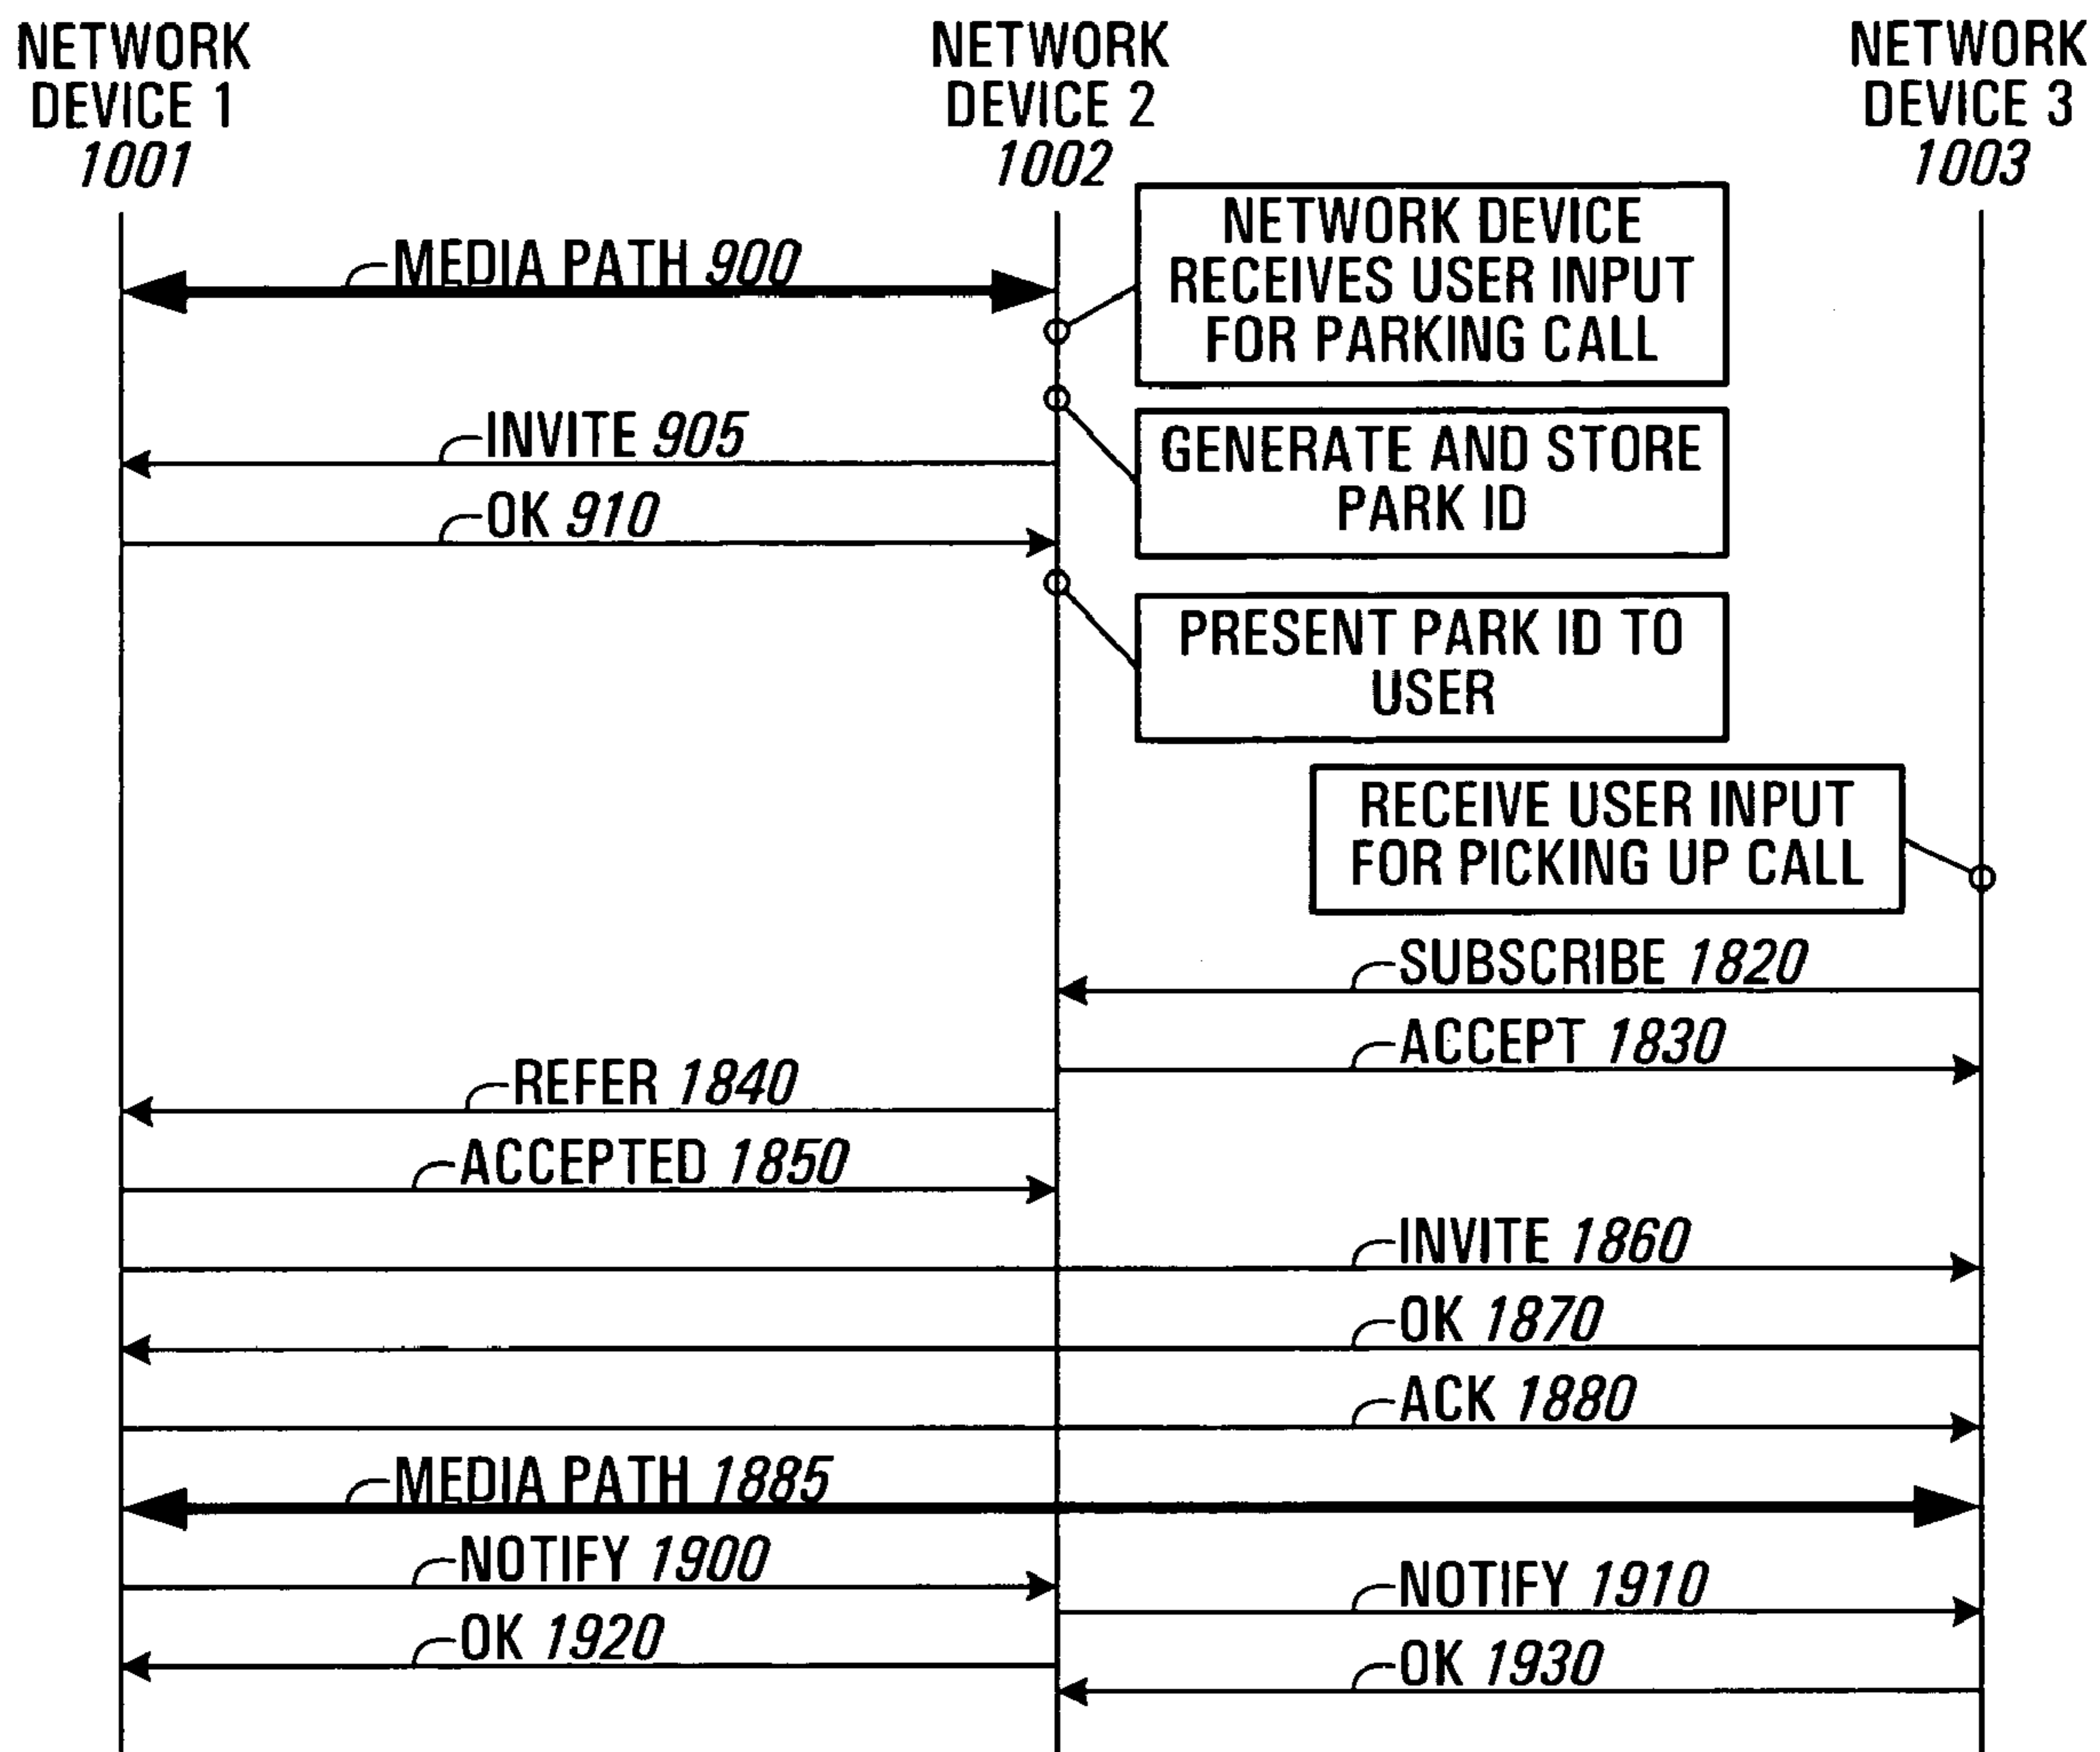 NETWORK
DEVICE 1
1001
NETWORK
DEVICE 2
1002
NETWORK
DEVICE 3
1003
MEDIA PATH 900
NETWORK DEVICE
RECEIVES USER INPUT
FOR PARKING CALL
INVITE 905
GENERATE AND STORE
PARK ID
OK 910
PRESENT PARK ID TO
USER
RECEIVE USER INPUT
FOR PICKING UP CALL
SUBSCRIBE 1820
ACCEPT 1830
REFER 1840
ACCEPTED 1850
INVITE 1860
OK 1870
ACK 1880
MEDIA PATH 1885
NOTIFY 1900
NOTIFY 1910
OK 1920
OK 1930